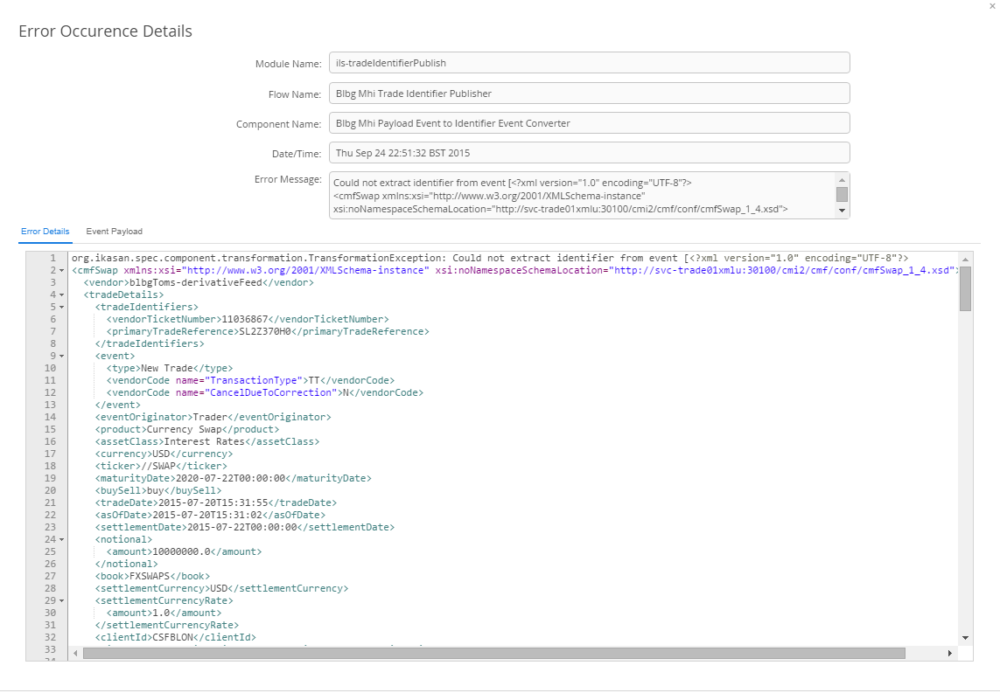 ×
Error Occurence Details
Module Name: ils-tradeIdentifierPublish
Flow Name: Blbg Mhi Trade Identifier Publisher
Component Name: Blbg Mhi Payload Event to Identifier Event Converter
Date/Time: Thu Sep 24 22:51:32 BST 2015
Error Message: Could not extract identifier from event [<?xml version="1.0" encoding="UTF-8"?>
<cmfSwap xmlns:xsi="http://www.w3.org/2001/XMLSchema-instance"
xsi:noNamespaceSchemaLocation="http://svc-trade01xmlu:30100/cmi2/cmf/conf/cmfSwap_1_4.xsd">
Error Details Event Payload
1 org.ikasan.spec.component.transformation.TransformationException: Could not extract identifier from event [<?xml version="1.0" encoding="UTF-8"?>
2 <cmfSwap xmlns:xsi="http://www.w3.org/2001/XMLSchema-instance" xsi:noNamespaceSchemaLocation="http://svc-trade01xmlu:30100/cmi2/cmf/conf/cmfSwap_1_4.xsd">
3 <vendor>blbgToms-derivativeFeed</vendor>
4 <tradeDetails>
5 <tradeIdentifiers>
6 <vendorTicketNumber>11036867</vendorTicketNumber>
7 <primaryTradeReference>SL2Z370H0</primaryTradeReference>
8 </tradeIdentifiers>
9 <event>
10 <type>New Trade</type>
11 <vendorCode name="TransactionType">TT</vendorCode>
12 <vendorCode name="CancelDueToCorrection">N</vendorCode>
13 </event>
14 <eventOriginator>Trader</eventOriginator>
15 <product>Currency Swap</product>
16 <assetClass>Interest Rates</assetClass>
17 <currency>USD</currency>
18 <ticker>//SWAP</ticker>
19 <maturityDate>2020-07-22T00:00:00</maturityDate>
20 <buySell>buy</buySell>
21 <tradeDate>2015-07-20T15:31:55</tradeDate>
22 <asOfDate>2015-07-20T15:31:02</asOfDate>
23 <settlementDate>2015-07-22T00:00:00</settlementDate>
24 <notional>
25 <amount>10000000.0</amount>
26 </notional>
27 <book>FXSWAPS</book>
28 <settlementCurrency>USD</settlementCurrency>
29 <settlementCurrencyRate>
30 <amount>1.0</amount>
31 </settlementCurrencyRate>
32 <clientId>CSFBLON</clientId>
33